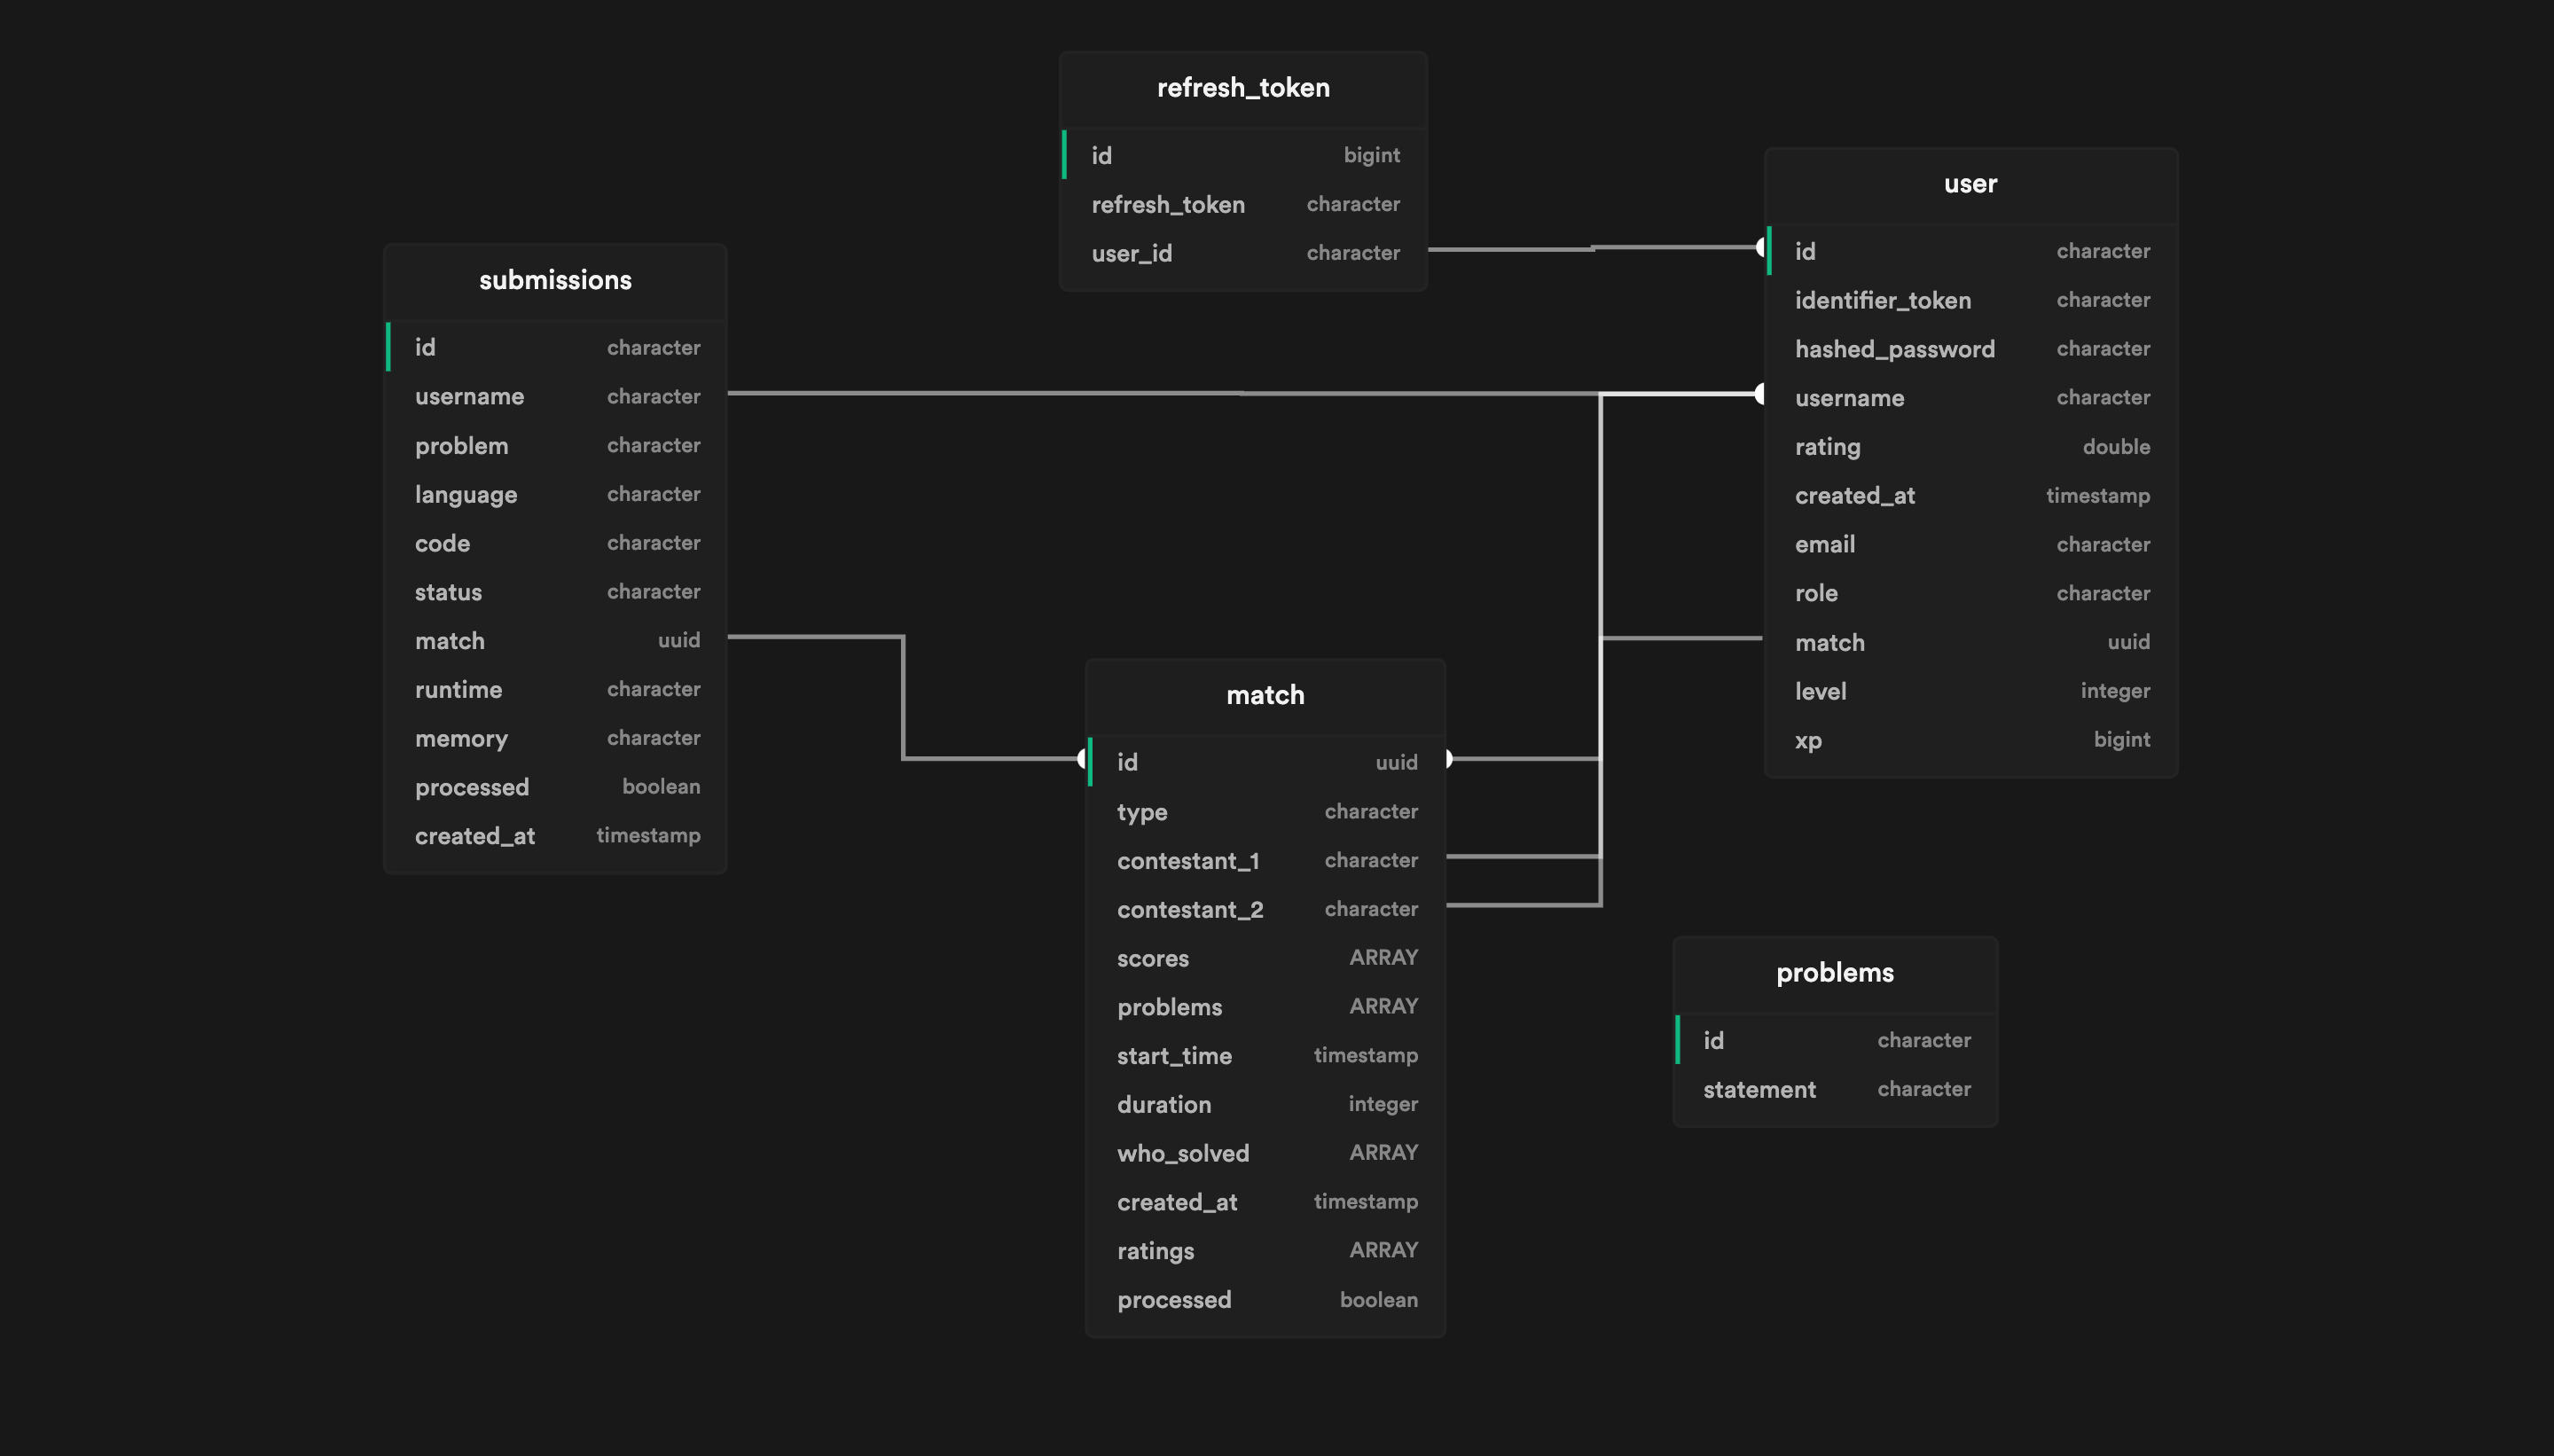 refresh_token
id bigint
refresh_token character
user_id character
user
id character
identifier_token character
hashed_password character
username character
rating double
created_at timestamp
email character
role character
match uuid
level integer
xp bigint
submissions
id character
username character
problem character
language character
code character
status character
match uuid
runtime character
memory character
processed boolean
created_at timestamp
match
id uuid
type character
contestant_1 character
contestant_2 character
scores ARRAY
problems ARRAY
start_time timestamp
duration integer
who_solved ARRAY
created_at timestamp
ratings ARRAY
processed boolean
problems
id character
statement character